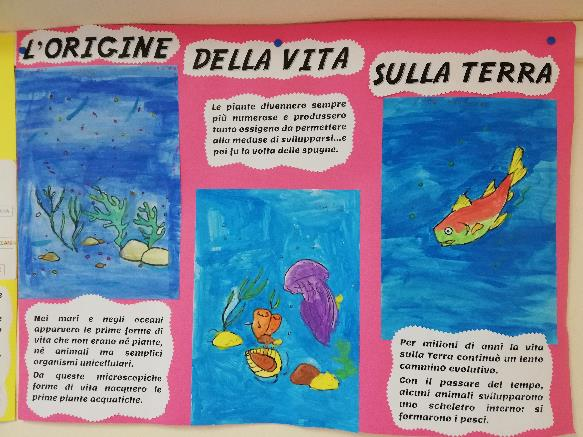 L'ORIGINE DELLA VITA SULLA TERRA
Nei mari e negli oceani
apparvero le prime forme di
vita che non erano né piante,
né animali ma semplici
organismi unicellulari.
Da queste microscopiche
forme di vita nacquero le
prime piante acquatiche.
Le piante divennero sempre
più numerose e produssero
tanto ossigeno da permettere
alla meduse di svilupparsi...e
poi fu la volta delle spugne.
Per milioni di anni la vita
sulla Terra continuò un lento
cammino evolutivo.
Con il passare del tempo,
alcuni animali svilupparono
uno scheletro interno: si
formarono i pesci.